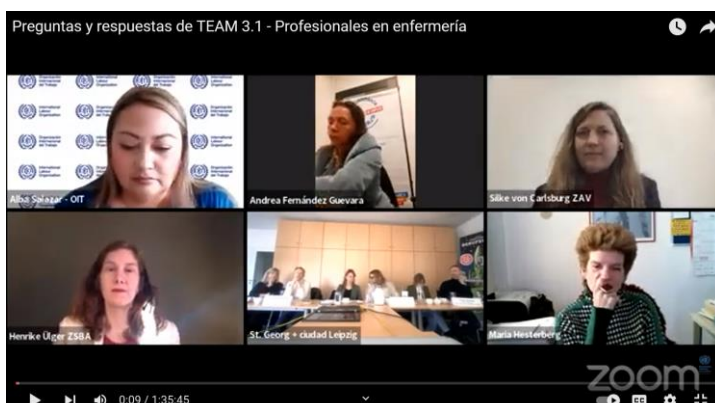 Preguntas y respuestas de TEAM 3.1 - Profesionales en enfermería
Alba Salazar - OIT
Andrea Fernández Guevara
Silke von Carlsburg ZAV
Henrike Ülger ZSBA
St. Georg + ciudad Leipzig
Maria Hesterberg
zoom
0:09 / 1:35:45